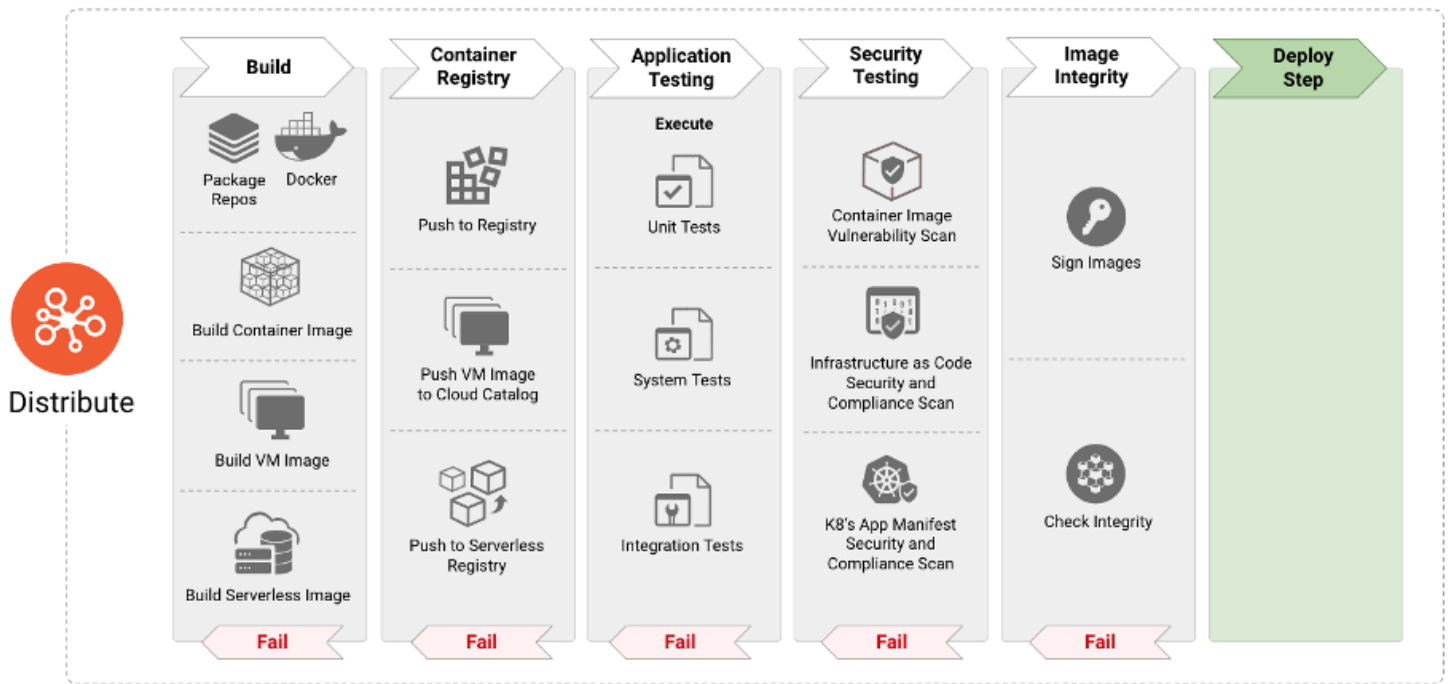 Distribute
Build
Package
Repos
Docker
Build Container Image
Build VM Image
Build Serverless Image
Fail
Container
Registry
Push to Registry
Push VM Image
to Cloud Catalog
Push to Serverless
Registry
Fail
Application
Testing
Execute
Unit Tests
System Tests
Integration Tests
Fail
Security
Testing
Container Image
Vulnerability Scan
Infrastructure as Code
Security and
Compliance Scan
K8's App Manifest
Security and
Compliance Scan
Fail
Image
Integrity
Sign Images
Check Integrity
Fail
Deploy
Step